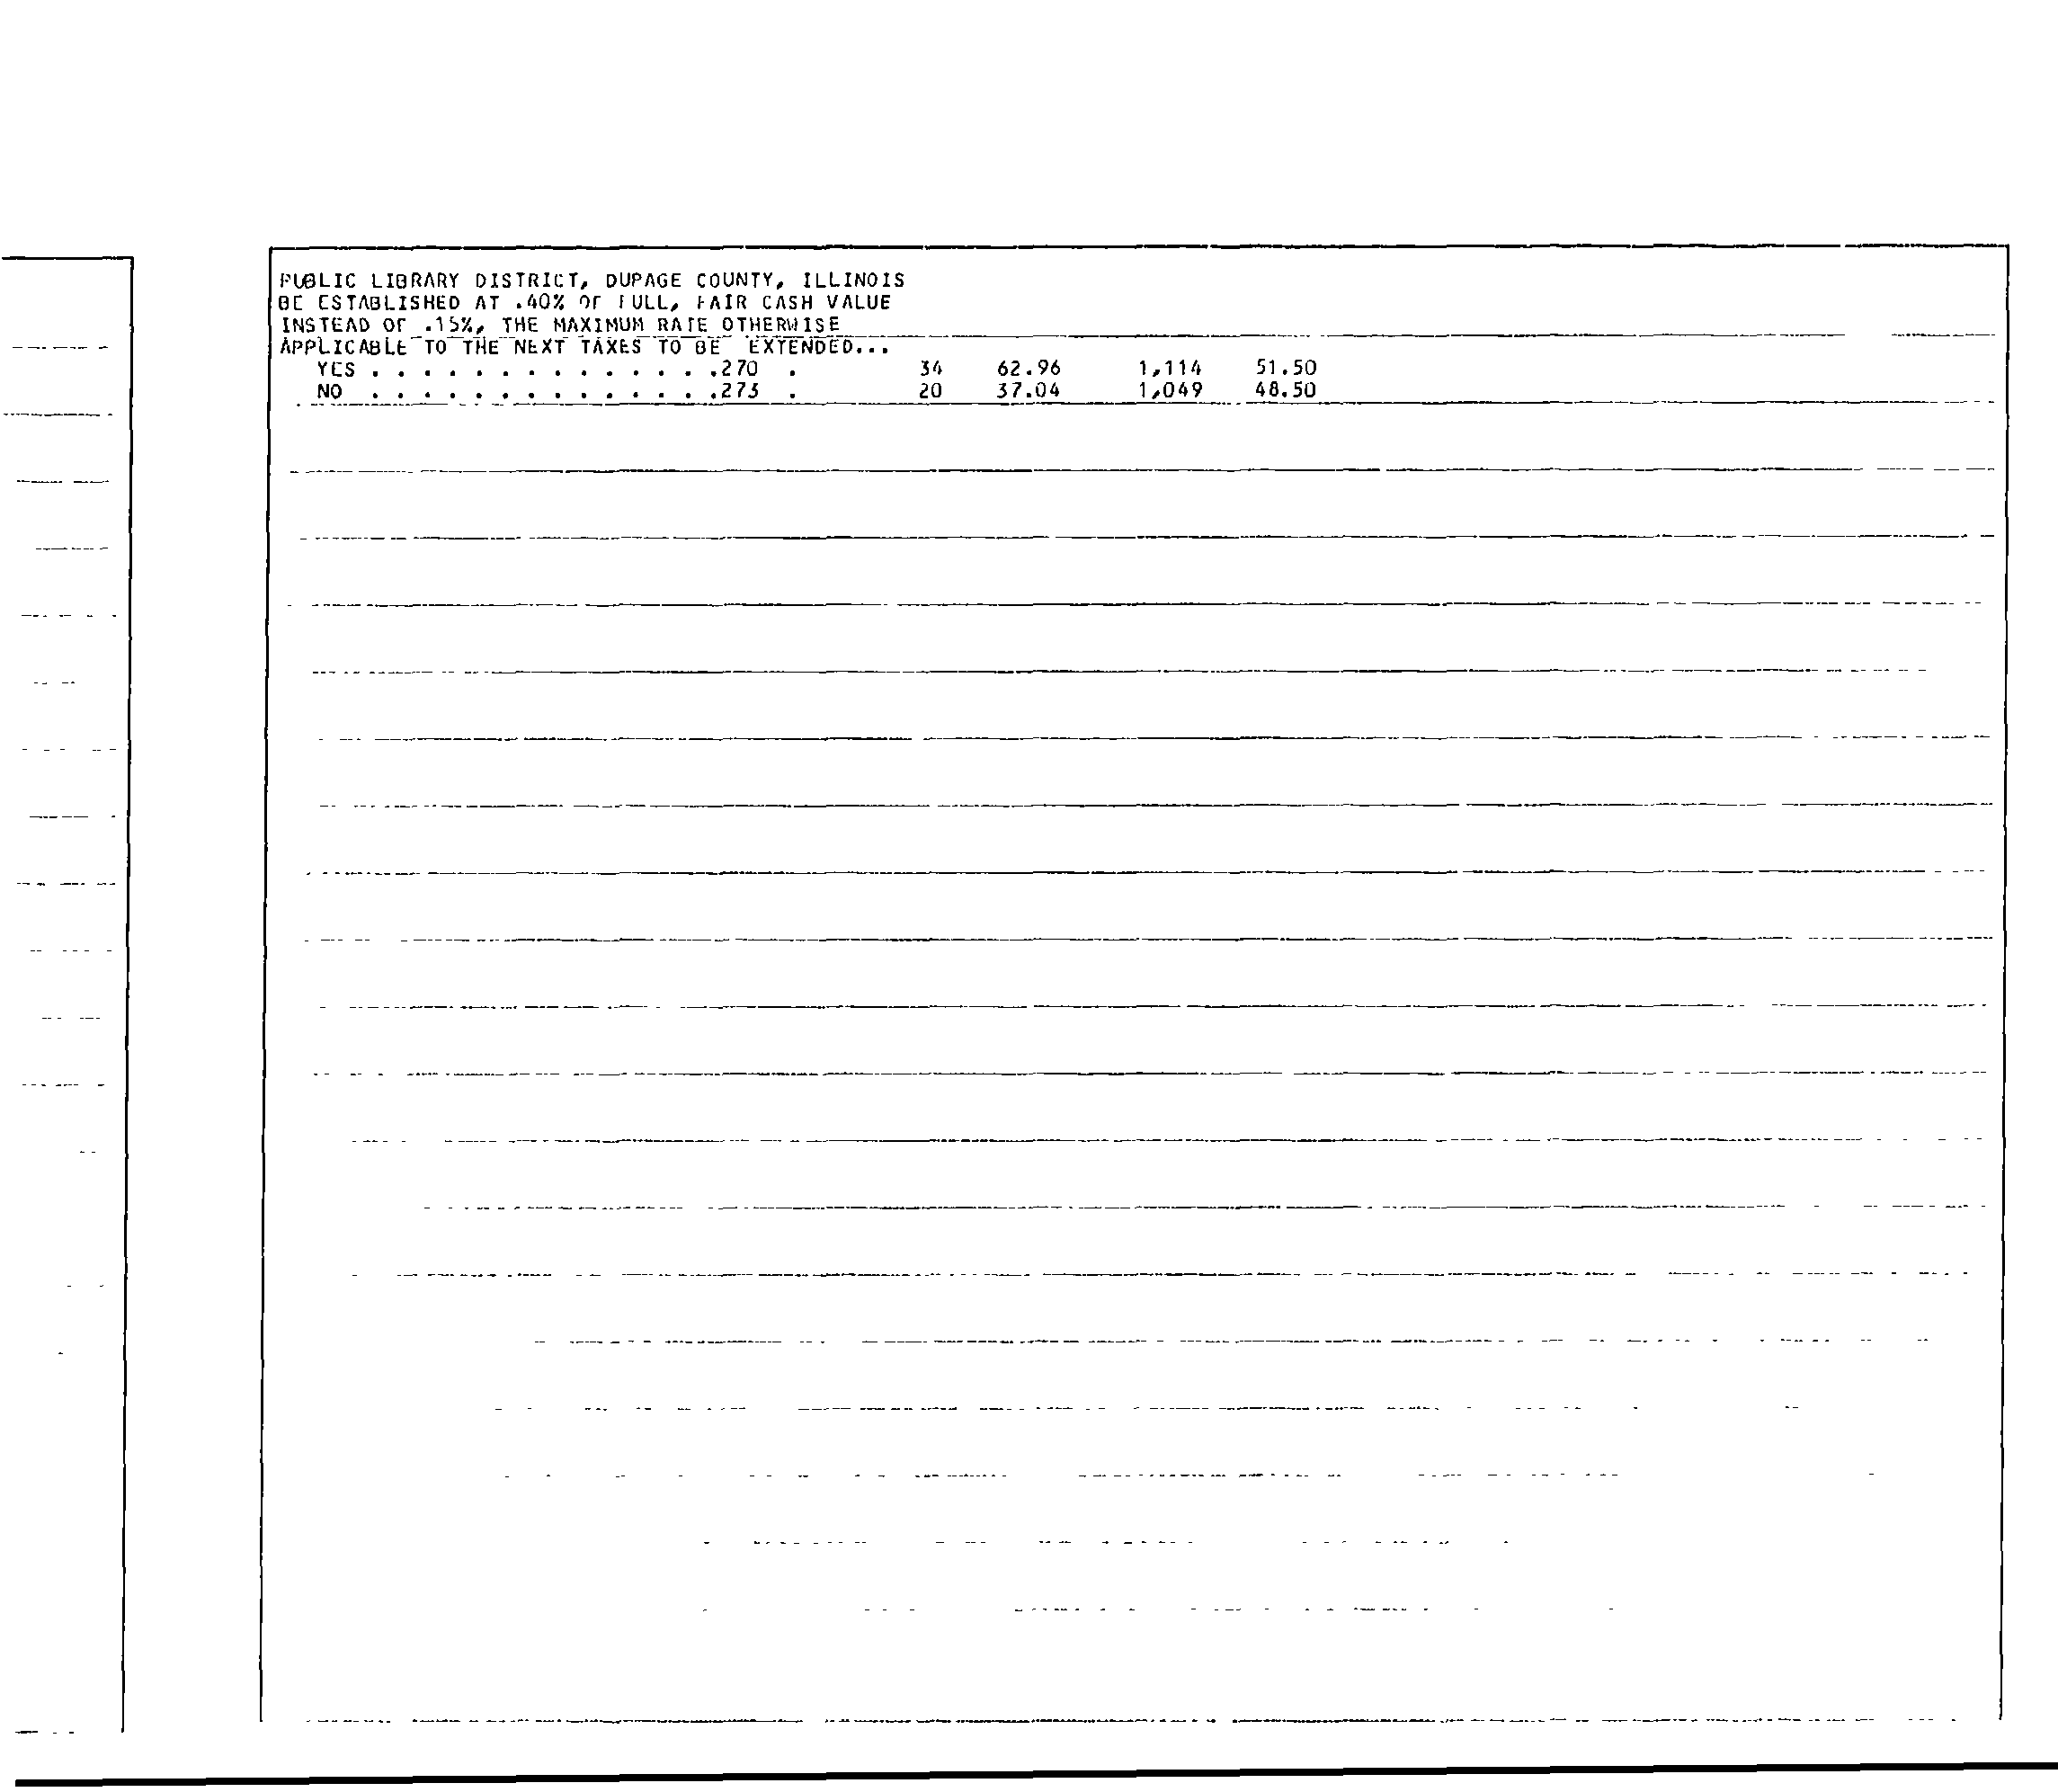 PUBLIC LIBRARY DISTRICT, DUPAGE COUNTY, ILLINOIS
BE ESTABLISHED AT .40% OF FULL, FAIR CASH VALUE
INSTEAD OF .15%, THE MAXIMUM RATE OTHERWISE
APPLICABLE TO THE NEXT TAXES TO BE EXTENDED...
YES . . . . . . . . . . . . . .270 . 34 62.96 1,114 51.50
NO . . . . . . . . . . . . . .273 . 20 37.04 1,049 48.50